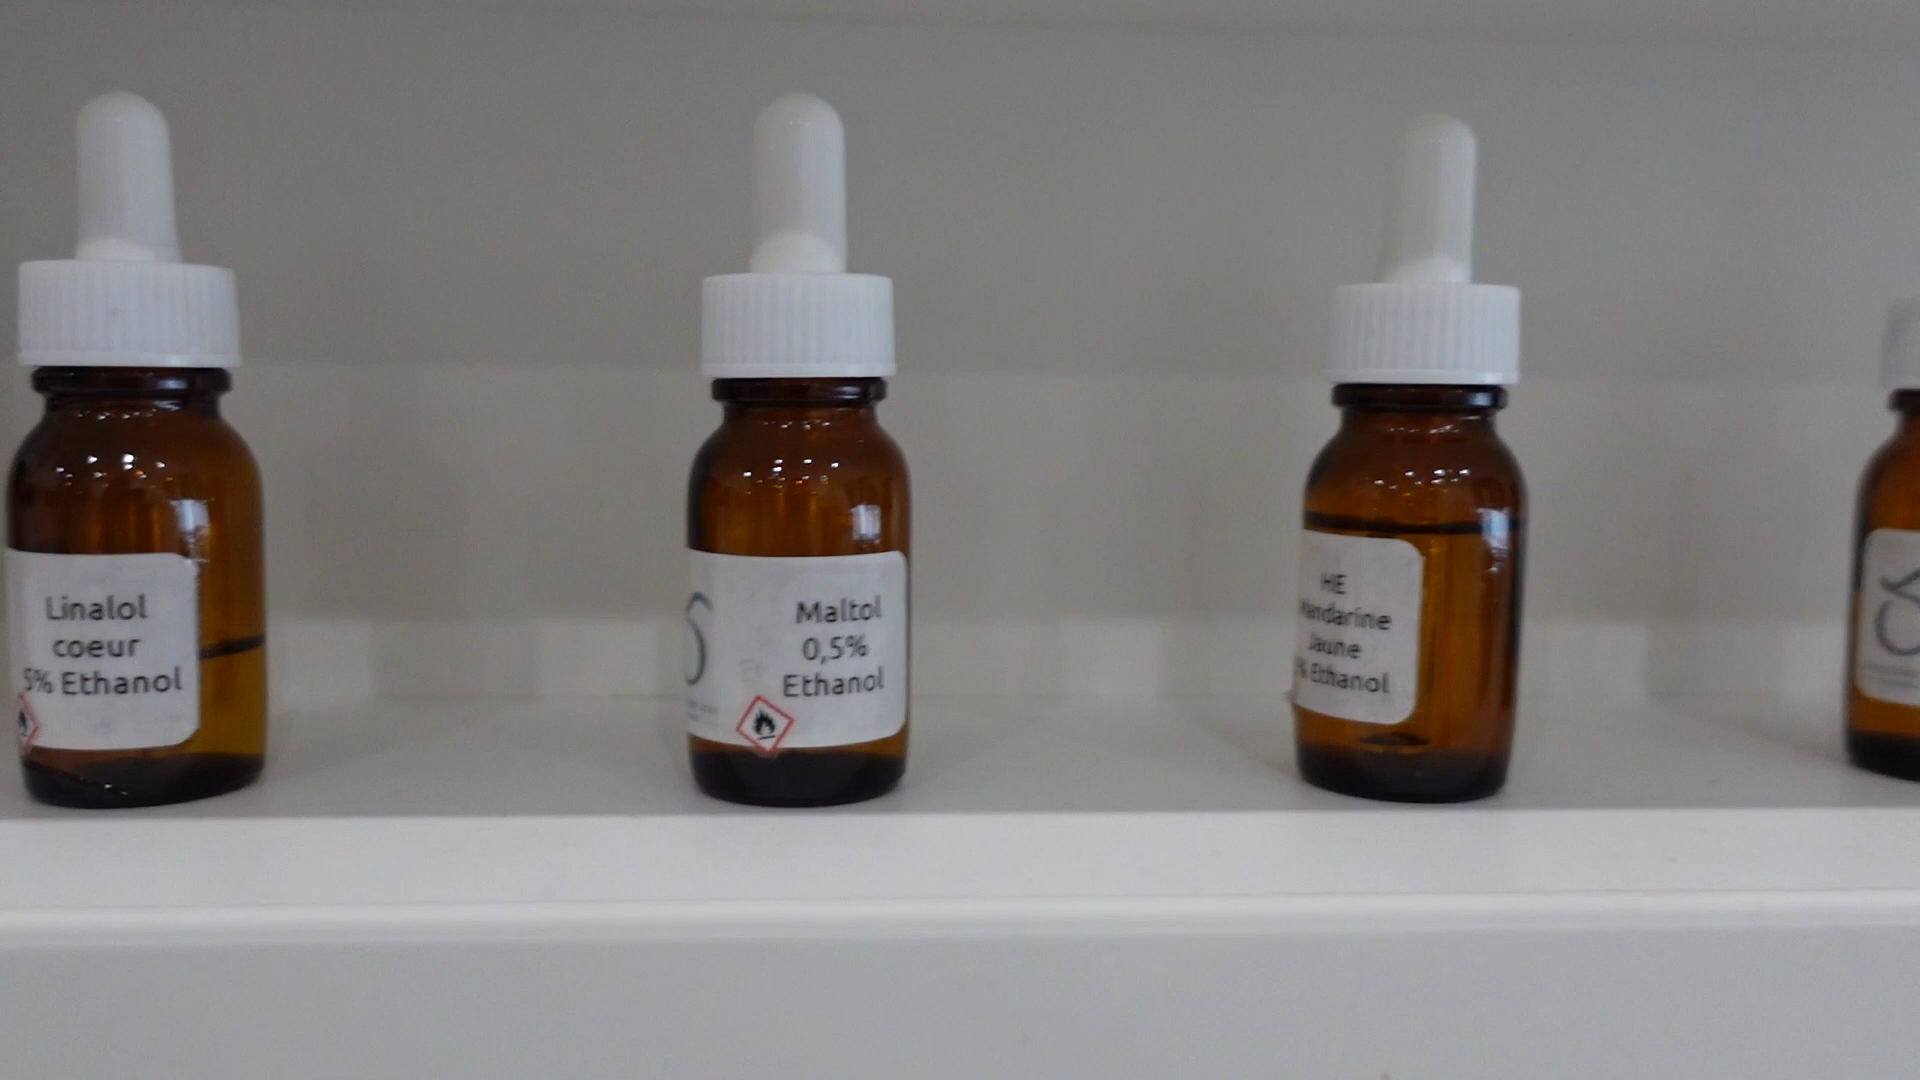 Linalol
coeur
5% Ethanol
Maltol
0,5%
Ethanol
HE
Mandarine
Jaune
% Ethanol